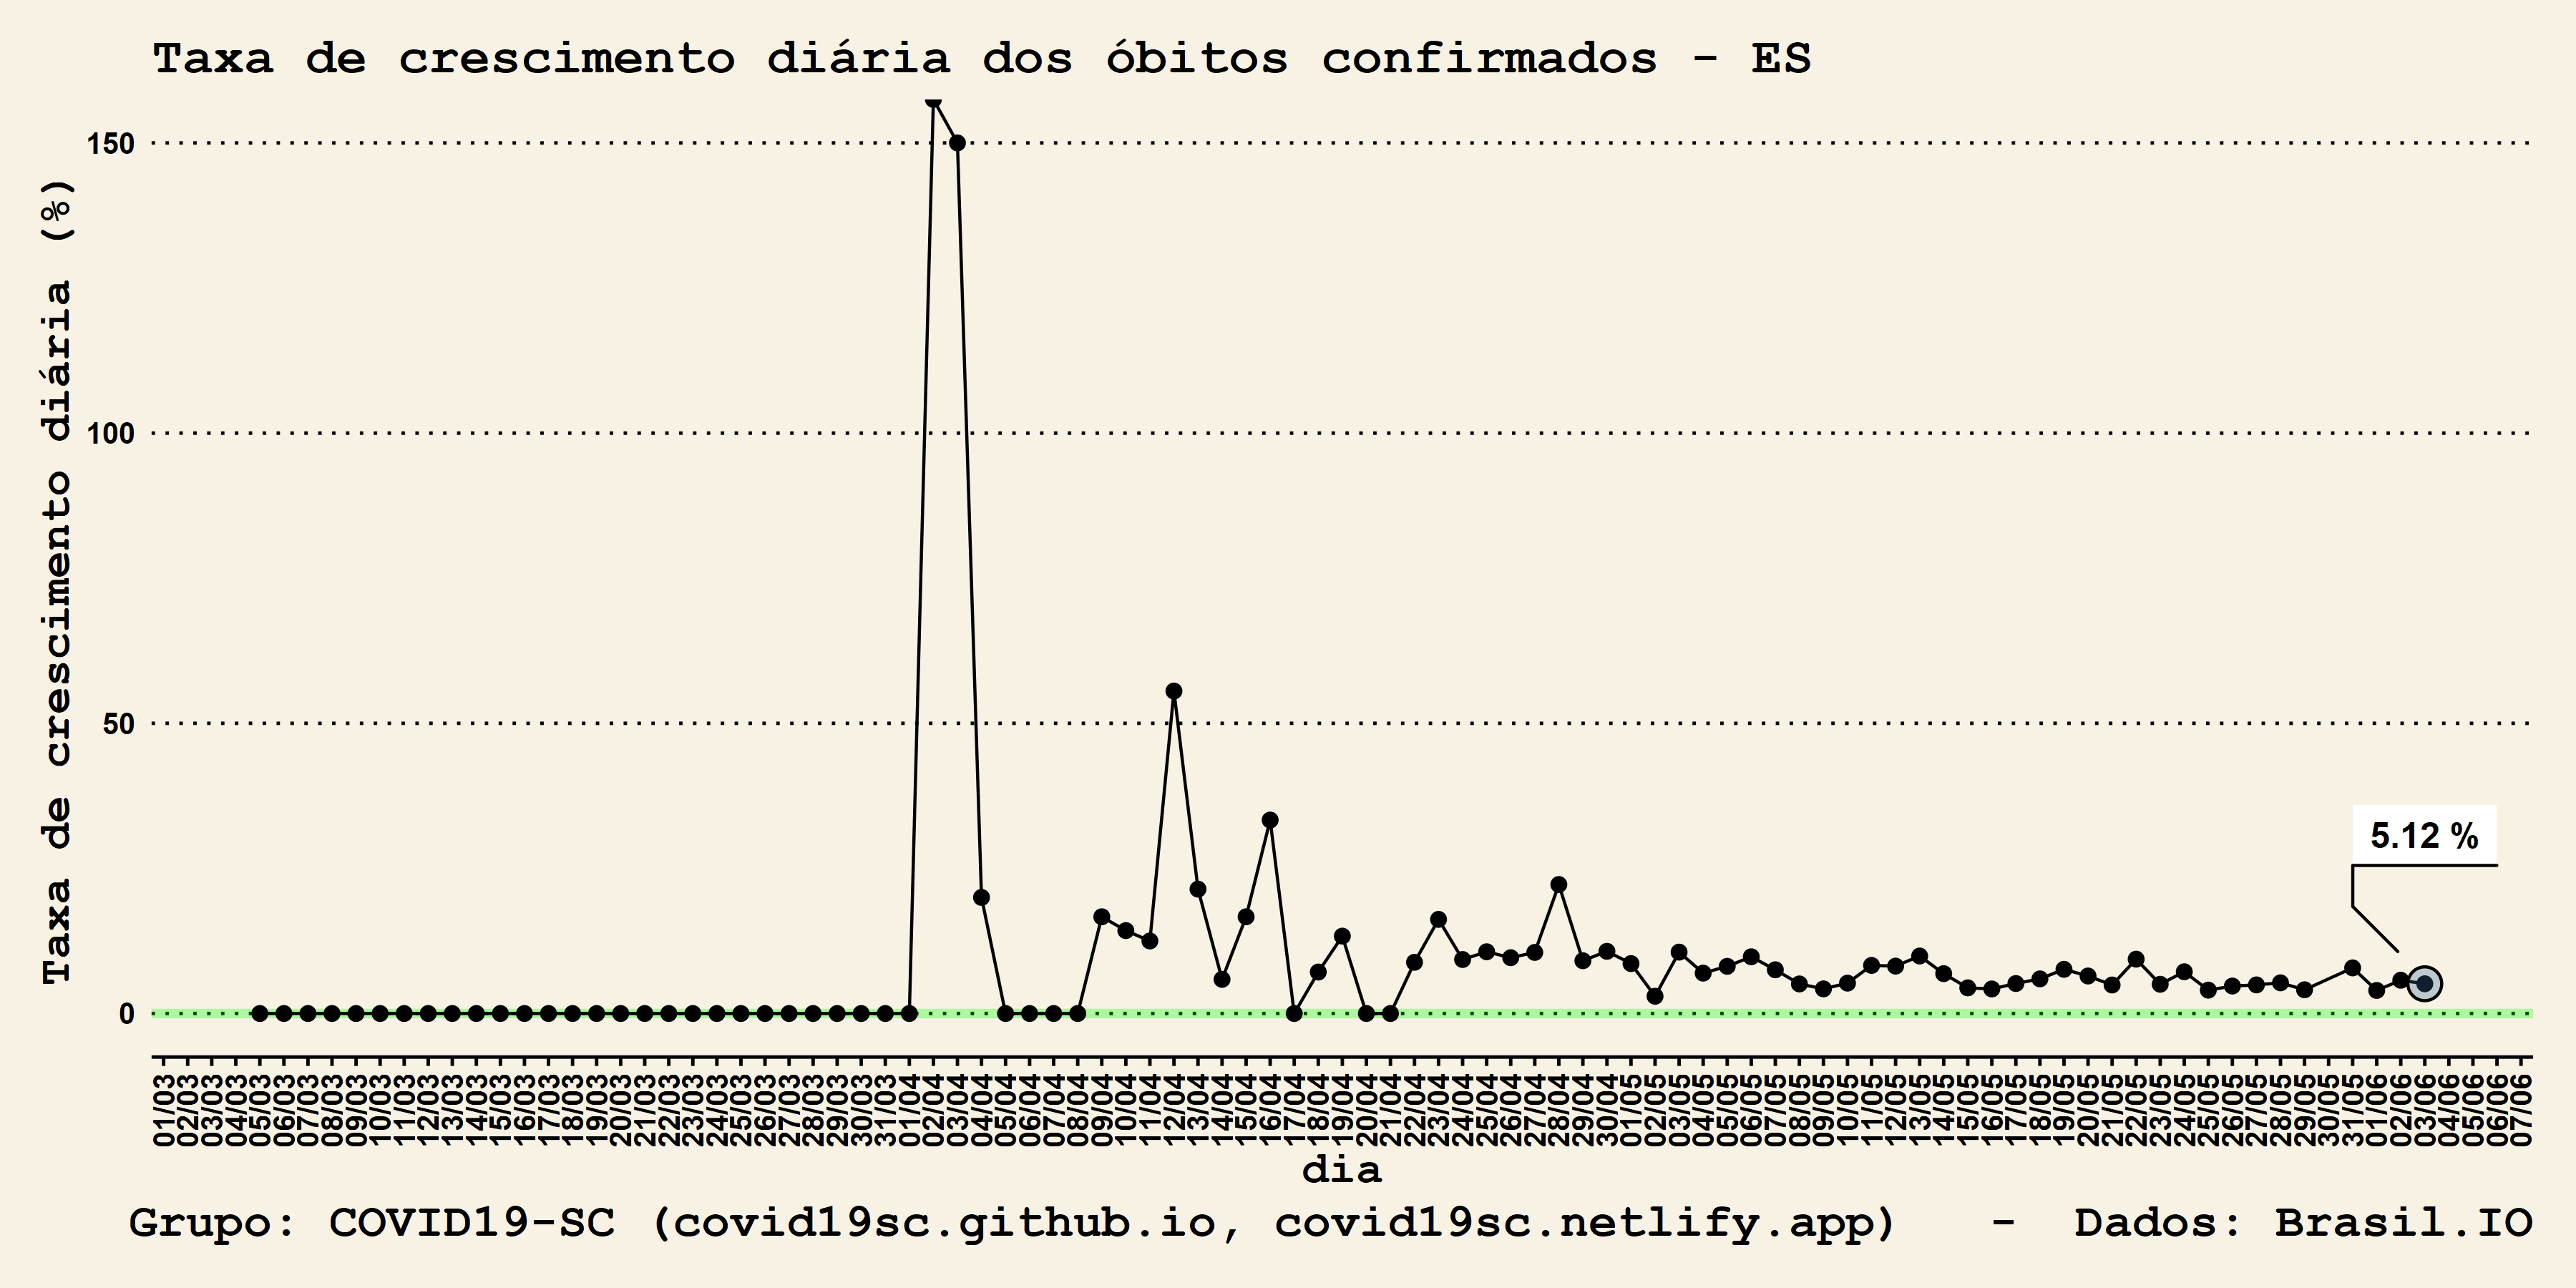 Taxa de crescimento diária dos óbitos confirmados - ES
Taxa de crescimento diária (%)
150
100
50
0
5.12 %
01/03 02/03 03/03 04/03 05/03 06/03 07/03 08/03 09/03 10/03 11/03 12/03 13/03 14/03 15/03 16/03 17/03 18/03 19/03 20/03 21/03 22/03 23/03 24/03 25/03 26/03 27/03 28/03 29/03 30/03 31/03 01/04 02/04 03/04 04/04 05/04 06/04 07/04 08/04 09/04 10/04 11/04 12/04 13/04 14/04 15/04 16/04 17/04 18/04 19/04 20/04 21/04 22/04 23/04 24/04 25/04 26/04 27/04 28/04 29/04 30/04 01/05 02/05 03/05 04/05 05/05 06/05 07/05 08/05 09/05 10/05 11/05 12/05 13/05 14/05 15/05 16/05 17/05 18/05 19/05 20/05 21/05 22/05 23/05 24/05 25/05 26/05 27/05 28/05 29/05 30/05 31/05 01/06 02/06 03/06 04/06 05/06 06/06 07/06
dia
Grupo: COVID19-SC (covid19sc.github.io, covid19sc.netlify.app) - Dados: Brasil.IO